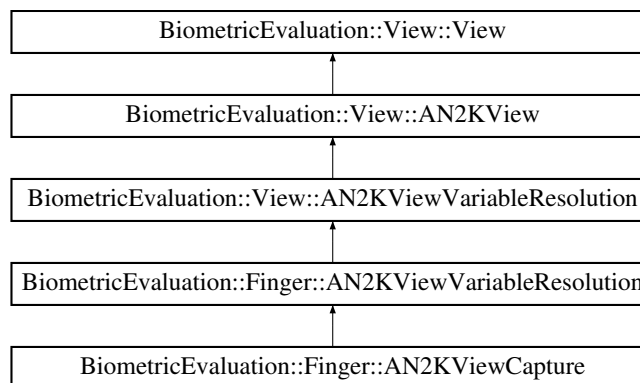 BiometricEvaluation::View::View
BiometricEvaluation::View::AN2KView
BiometricEvaluation::View::AN2KViewVariableResolution
BiometricEvaluation::Finger::AN2KViewVariableResolution
BiometricEvaluation::Finger::AN2KViewCapture